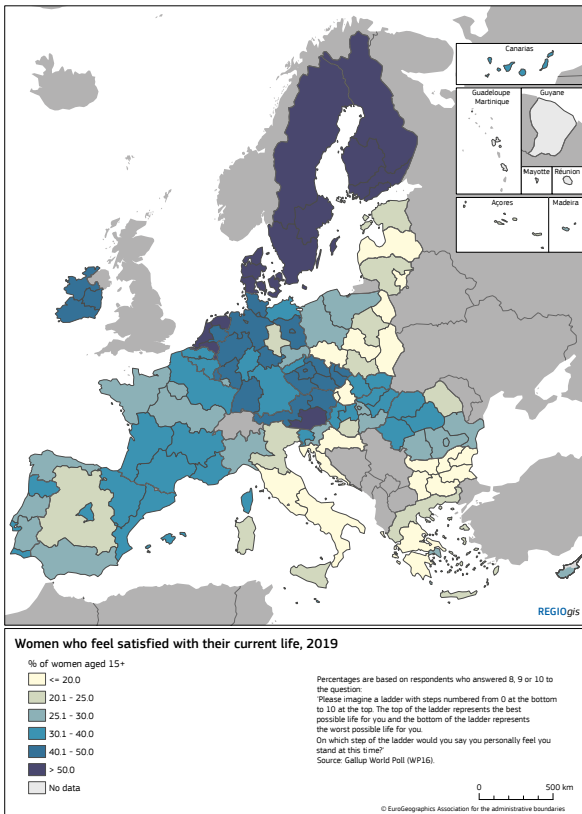 Canarias
Guadeloupe
Martinique
Guyane
Mayotte
Réunion
Açores
Madeira
REGIOgis
Women who feel satisfied with their current life, 2019
% of women aged 15+
<= 20.0
20.1 - 25.0
25.1 - 30.0
30.1 - 40.0
40.1 - 50.0
> 50.0
No data
Percentages are based on respondents who answered 8, 9 or 10 to
the question:
'Please imagine a ladder with steps numbered from 0 at the bottom
to 10 at the top. The top of the ladder represents the best
possible life for you and the bottom of the ladder represents
the worst possible life for you.
On which step of the ladder would you say you personally feel you
stand at this time?'
Source: Gallup World Poll (WP16).
0 500 km
© EuroGeographics Association for the administrative boundaries